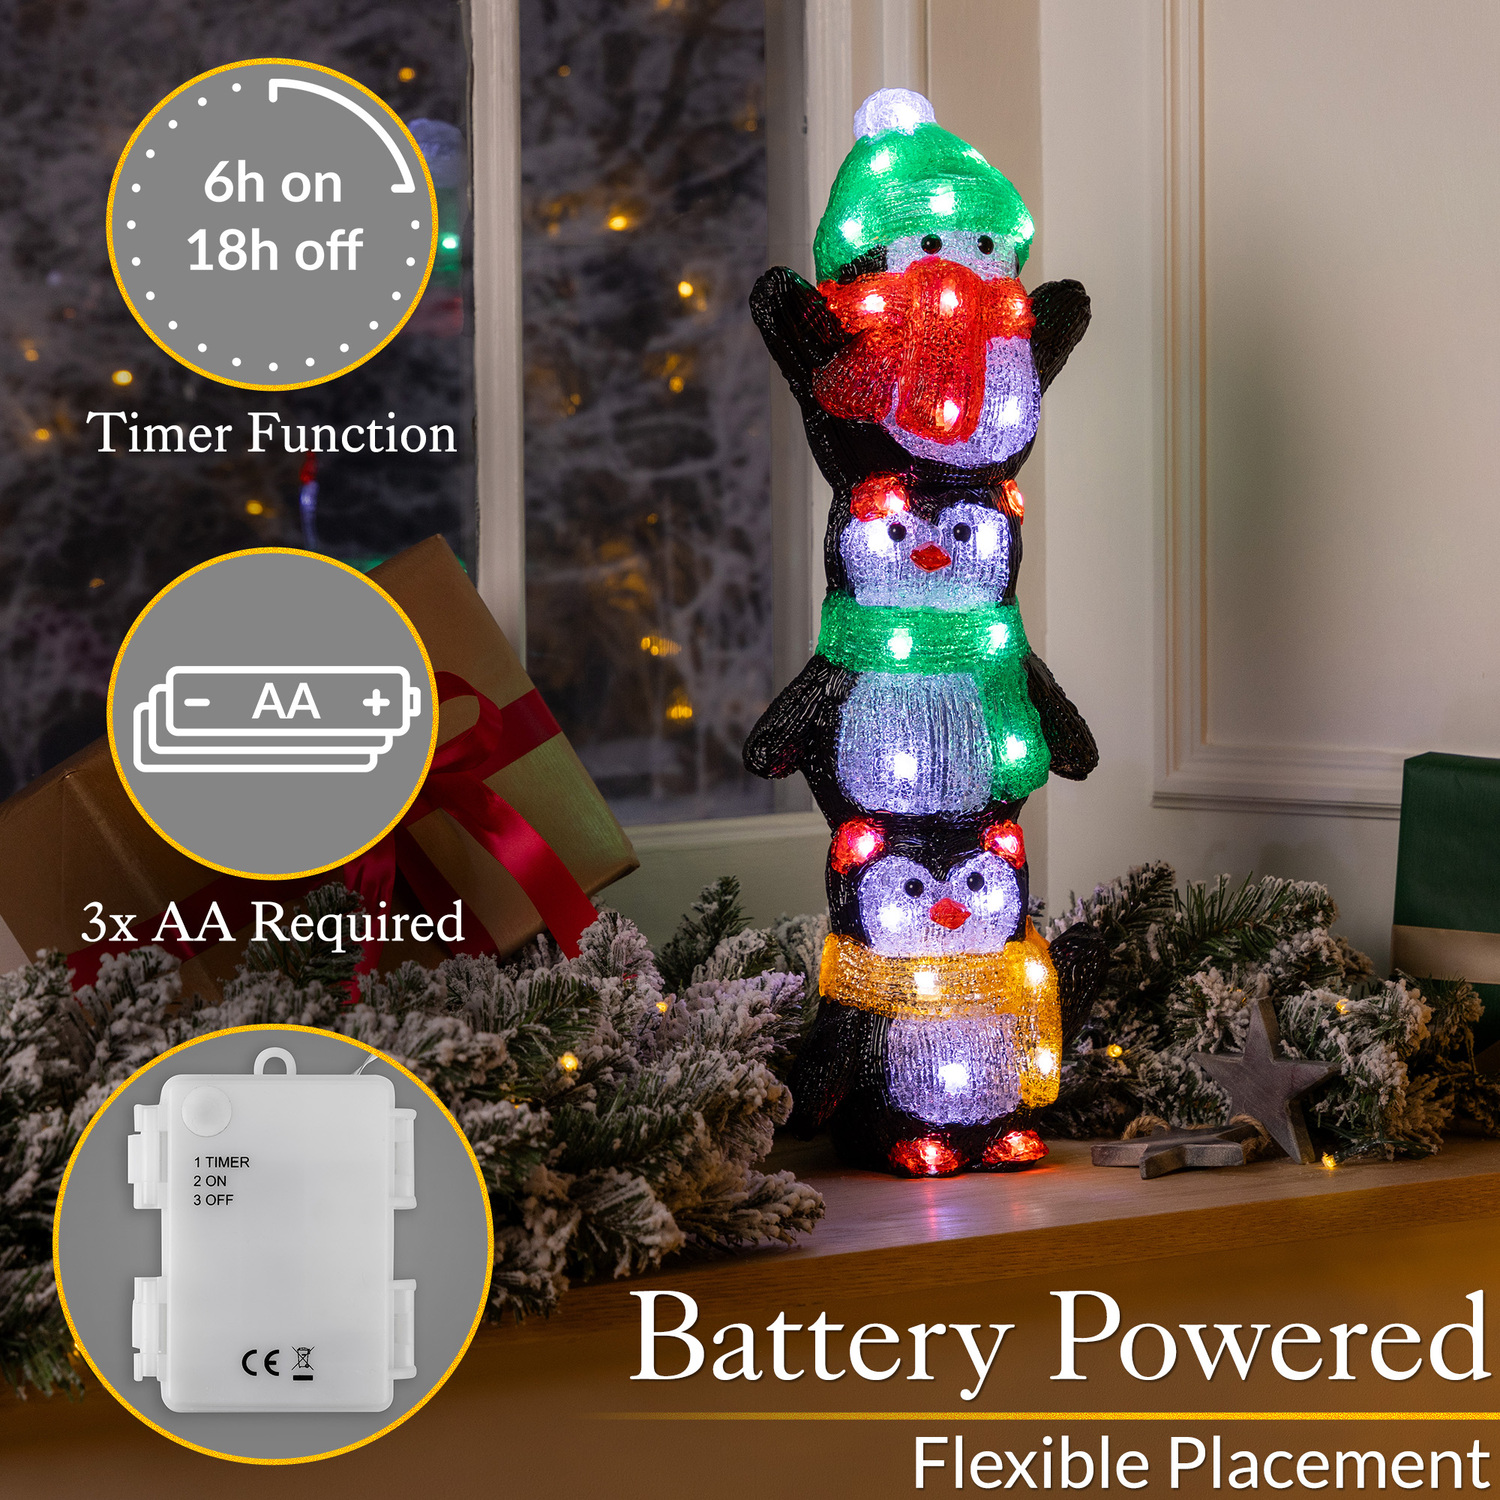 6h on
18h off
Timer Function
- AA +
3x AA Required
1 TIMER
2 ON
3 OFF
CE
Battery Powered
Flexible Placement